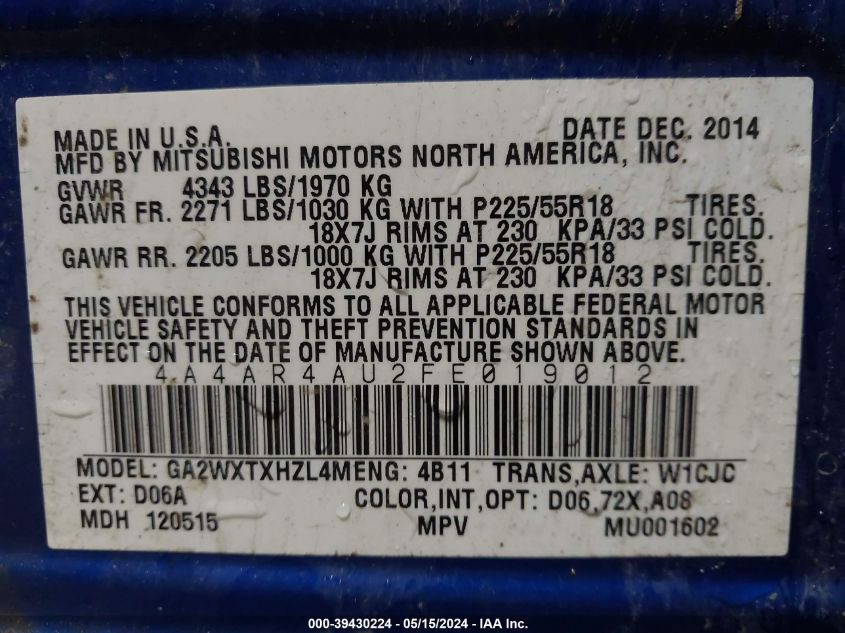 MADE IN U.S.A. DATE DEC. 2014
MFD BY MITSUBISHI MOTORS NORTH AMERICA, INC.
GVWR 4343 LBS/1970 KG
GAWR FR. 2271 LBS/1030 KG WITH P225/55R18 TIRES.
18X7J RIMS AT 230 KPA/33 PSI COLD.
GAWR RR. 2205 LBS/1000 KG WITH P225/55R18 TIRES.
18X7J RIMS AT 230 KPA/33 PSI COLD.
THIS VEHICLE CONFORMS TO ALL APPLICABLE FEDERAL MOTOR
VEHICLE SAFETY AND THEFT PREVENTION STANDARDS IN
EFFECT ON THE DATE OF MANUFACTURE SHOWN ABOVE.
4A4AR4AU2FE019012
MODEL: GA2WXTXHZL4MENG: 4B11 TRANS,AXLE: W1CJC
EXT: D06A COLOR,INT,OPT: D06,72X,A08
MDH 120515 MPV MU001602
000-39430224 - 05/15/2024 - IAA Inc.